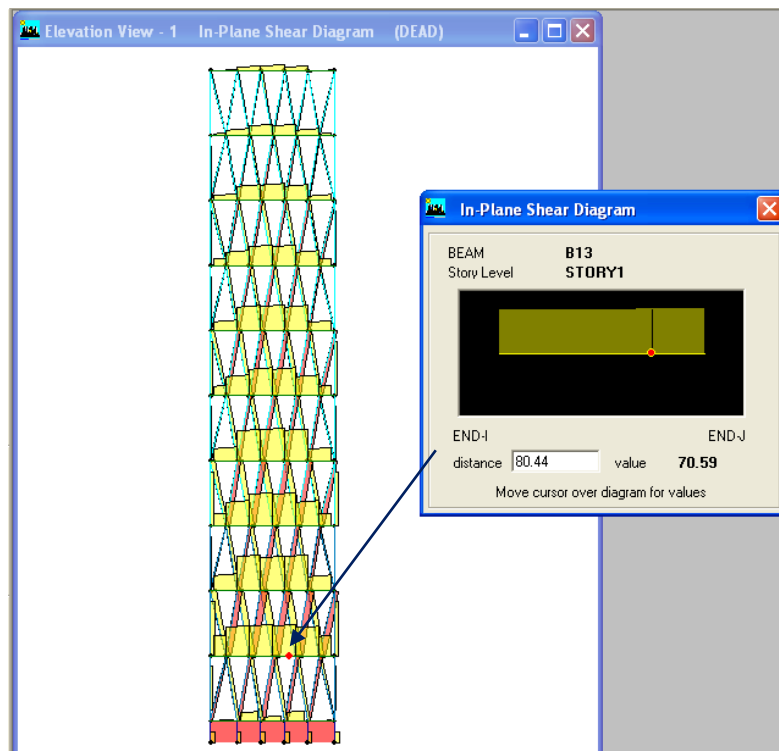 Elevation View - 1 In-Plane Shear Diagram (DEAD)
In-Plane Shear Diagram
BEAM B13
Story Level STORY1
END-I END-J
distance 80.44 value 70.59
Move cursor over diagram for values